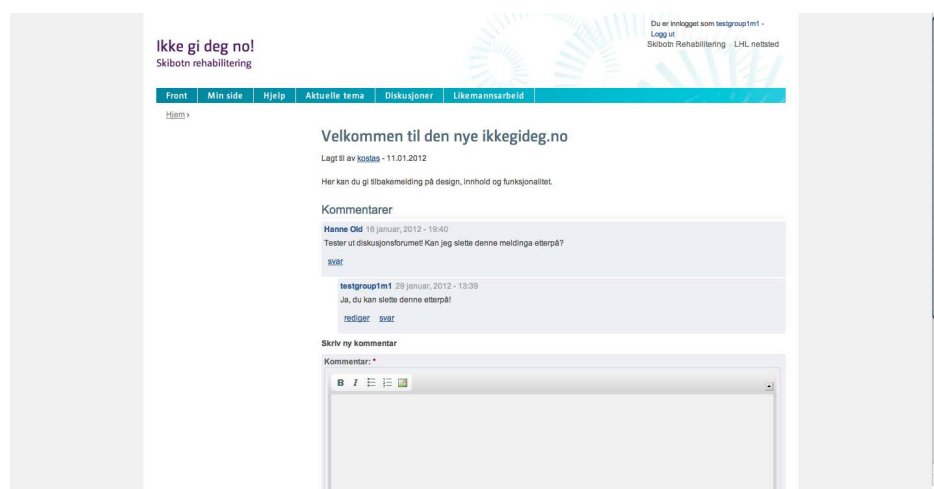 Du er innlogget som testgroup1m1 -
Logg ut
Skibotn Rehabilitering LHL nettsted
Ikke gi deg no!
Skibotn rehabilitering
Front Min side Hjelp Aktuelle tema Diskusjoner Likemannsarbeid
Hjem ›
Velkommen til den nye ikkegideg.no
Lagt til av kostas - 11.01.2012
Her kan du gi tilbakemelding på design, innhold og funksjonalitet.
Kommentarer
Hanne Old 16 januar, 2012 - 19:40
Tester ut diskusjonsforumet! Kan jeg slette denne meldinga etterpå?
svar
testgroup1m1 29 januar, 2012 - 13:39
Ja, du kan slette denne etterpå!
rediger svar
Skriv ny kommentar
Kommentar: *
B I